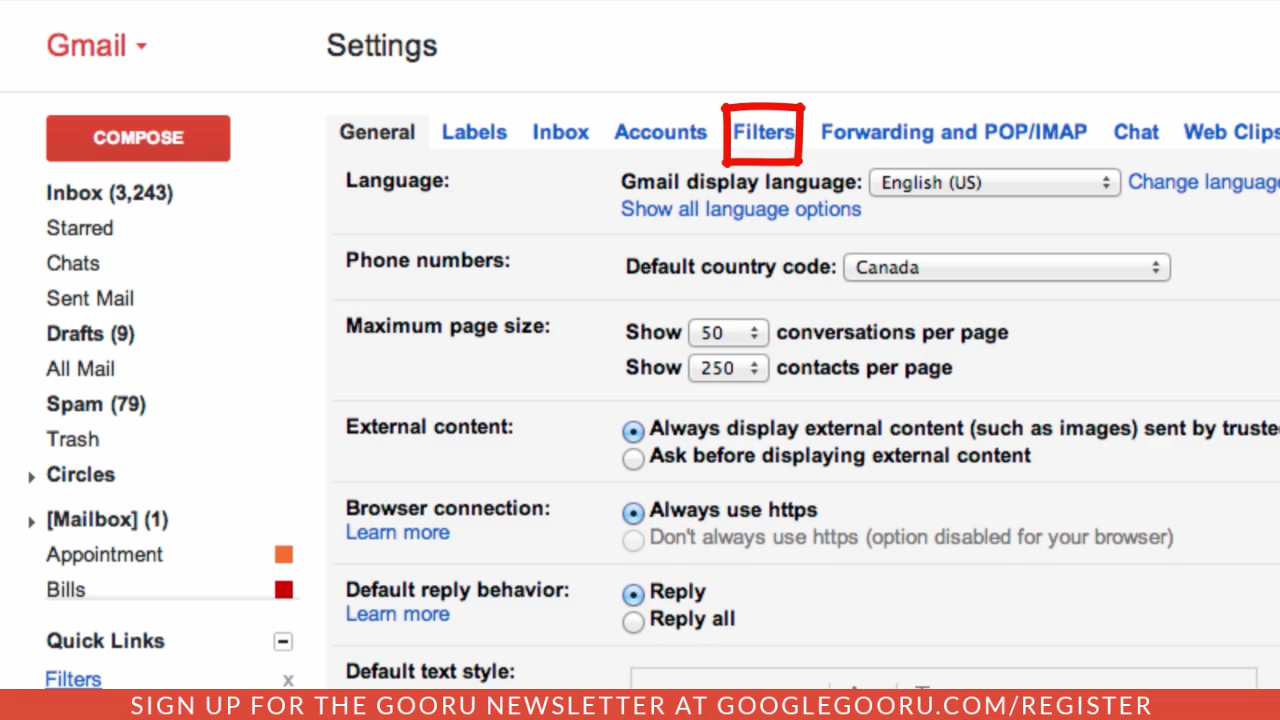 Gmail
Settings
COMPOSE
Inbox (3,243)
Starred
Chats
Sent Mail
Drafts (9)
All Mail
Spam (79)
Trash
Circles
[Mailbox] (1)
Appointment
Bills
Quick Links
Filters x
General Labels Inbox Accounts Filters Forwarding and POP/IMAP Chat Web Clips
Language: Gmail display language: English (US) Change language
Show all language options
Phone numbers: Default country code: Canada
Maximum page size: Show 50 conversations per page
Show 250 contacts per page
External content: Always display external content (such as images) sent by truste
Ask before displaying external content
Browser connection: Always use https
Learn more Don't always use https (option disabled for your browser)
Default reply behavior: Reply
Learn more Reply all
Default text style:
SIGN UP FOR THE GOORU NEWSLETTER AT GOOGLEGOORU.COM/REGISTER